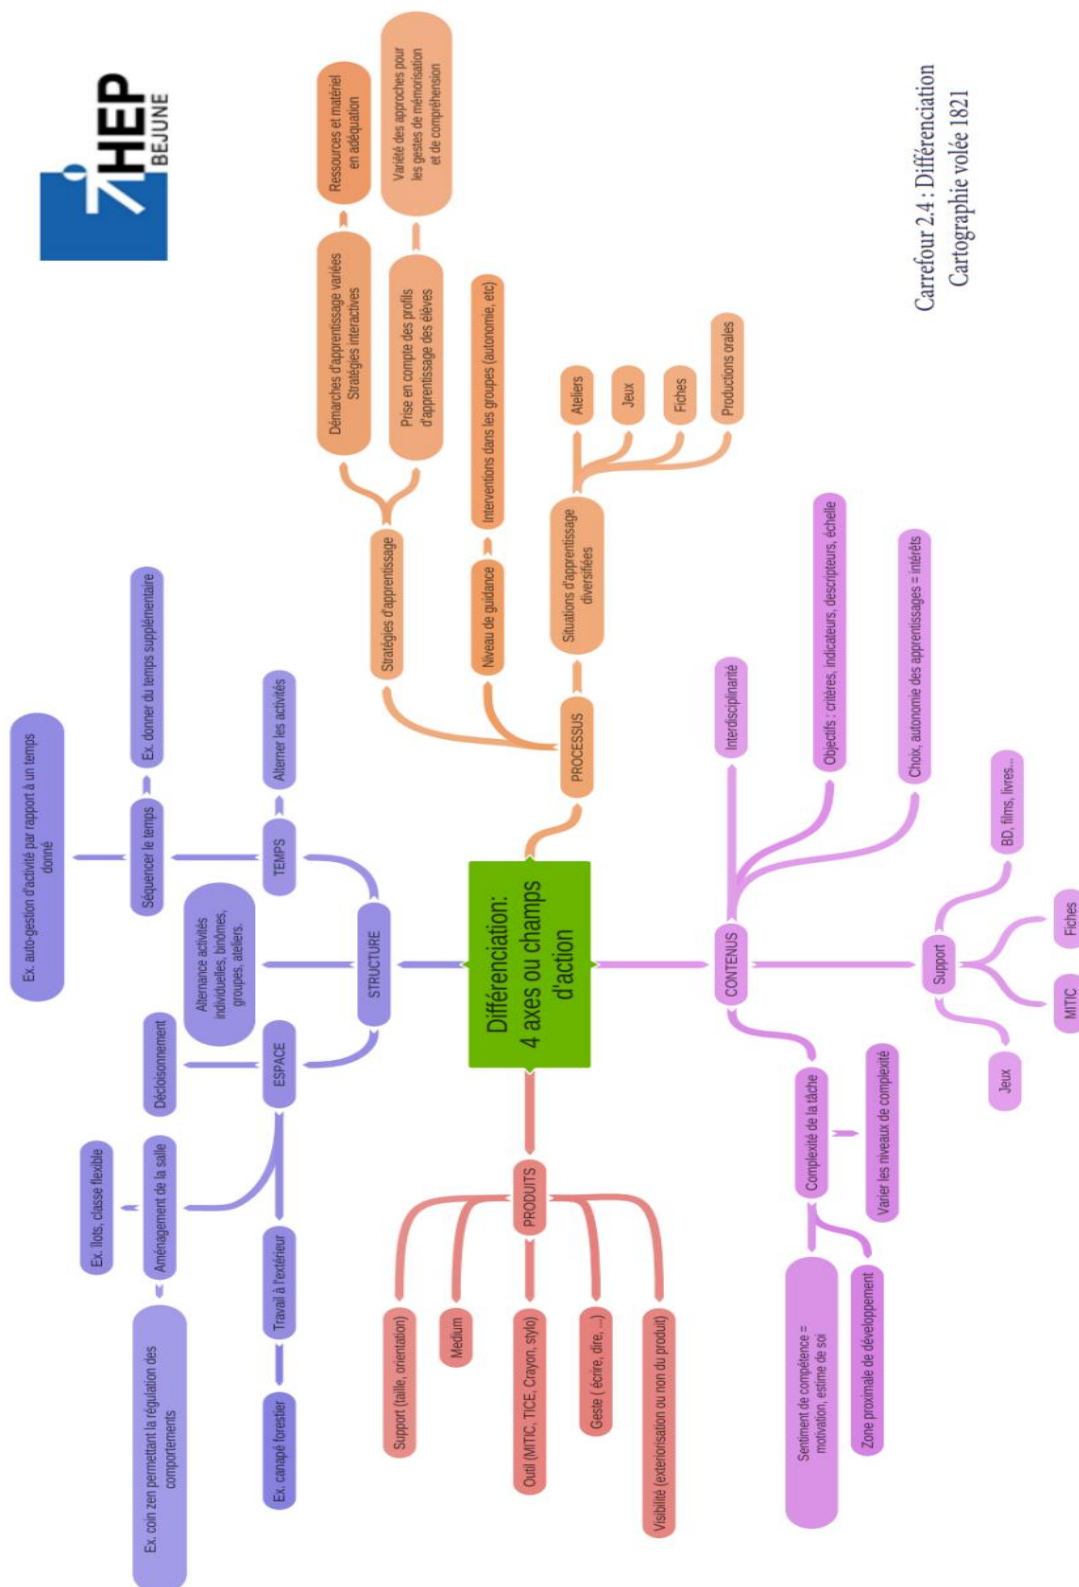 HEP
BEJUNE
Carrefour 2.4 : Différenciation
Cartographie volée 1821
Différenciation:
4 axes ou champs
d'action
STRUCTURE
TEMPS
Séquencer le temps
Ex. auto-gestion d'activité par rapport à un temps
donné
Ex. donner du temps supplémentaire
Alterner les activités
Alternance activités
individuelles, binômes,
groupes, ateliers.
ESPACE
Décloisonnement
Aménagement de la salle
Ex. îlots, classe flexible
Ex. coin zen permettant la régulation des
comportements
Travail à l'extérieur
Ex. canapé forestier
PROCESSUS
Stratégies d'apprentissage
Démarches d'apprentissage variées
Stratégies interactives
Ressources et matériel
en adéquation
Prise en compte des profils
d'apprentissage des élèves
Variété des approches pour
les gestes de mémorisation
et de compréhension
Niveau de guidance
Interventions dans les groupes (autonomie, etc)
Situations d'apprentissage
diversifiées
Ateliers
Jeux
Fiches
Productions orales
CONTENUS
Interdisciplinarité
Objectifs : critères, indicateurs, descripteurs, échelle
Choix, autonomie des apprentissages = intérêts
Support
BD, films, livres...
Fiches
MITIC
Jeux
Complexité de la tâche
Varier les niveaux de complexité
Zone proximale de développement
Sentiment de compétence =
motivation, estime de soi
PRODUITS
Support (taille, orientation)
Medium
Outil (MITIC, TICE, Crayon, stylo)
Geste ( écrire, dire, ...)
Visibilité (exteriorisation ou non du produit)